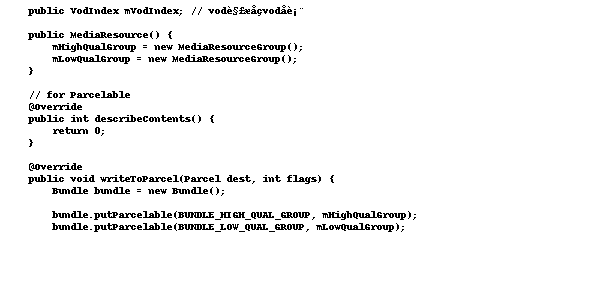 public VodIndex mVodIndex; // vodè§£æåçvodåè¡¨
public MediaResource() {
mHighQualGroup = new MediaResourceGroup();
mLowQualGroup = new MediaResourceGroup();
}
// for Parcelable
@Override
public int describeContents() {
return 0;
}
@Override
public void writeToParcel(Parcel dest, int flags) {
Bundle bundle = new Bundle();
bundle.putParcelable(BUNDLE_HIGH_QUAL_GROUP, mHighQualGroup);
bundle.putParcelable(BUNDLE_LOW_QUAL_GROUP, mLowQualGroup);